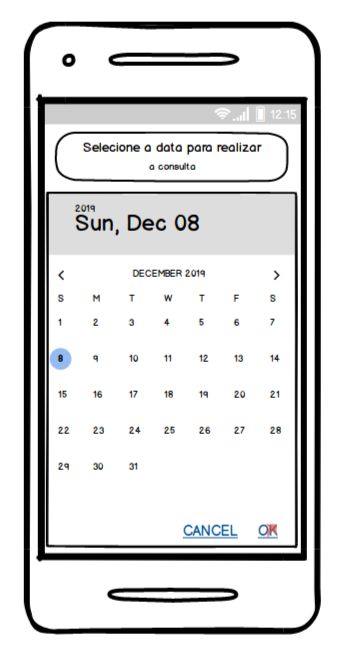 12:15
Selecione a data para realizar
a consulta
2019
Sun, Dec 08
< DECEMBER 2019 >
S M T W T F S
1 2 3 4 5 6 7
8 9 10 11 12 13 14
15 16 17 18 19 20 21
22 23 24 25 26 27 28
29 30 31
CANCEL OK